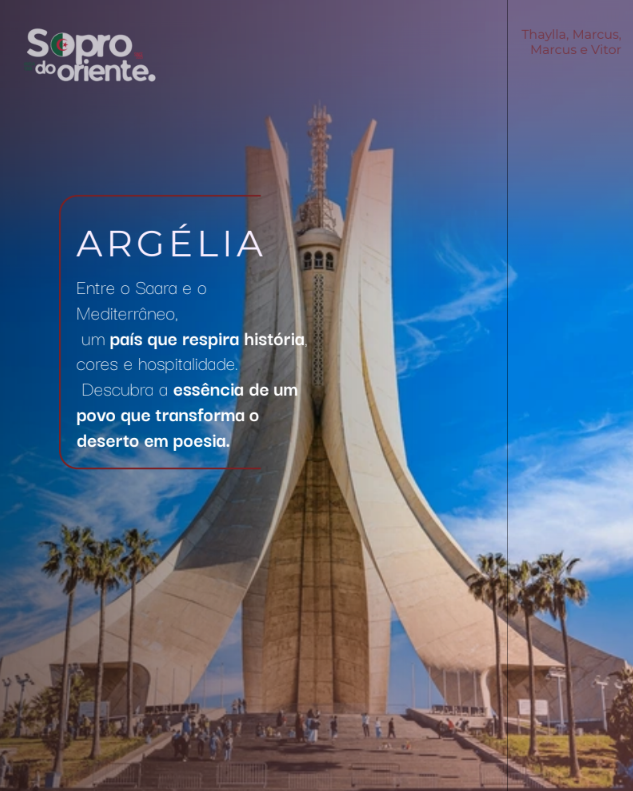 Sopro
do oriente.
Thaylla, Marcus,
Marcus e Vitor
ARGÉLIA
Entre o Saara e o
Mediterrâneo,
um país que respira história,
cores e hospitalidade.
Descubra a essência de um
povo que transforma o
deserto em poesia.